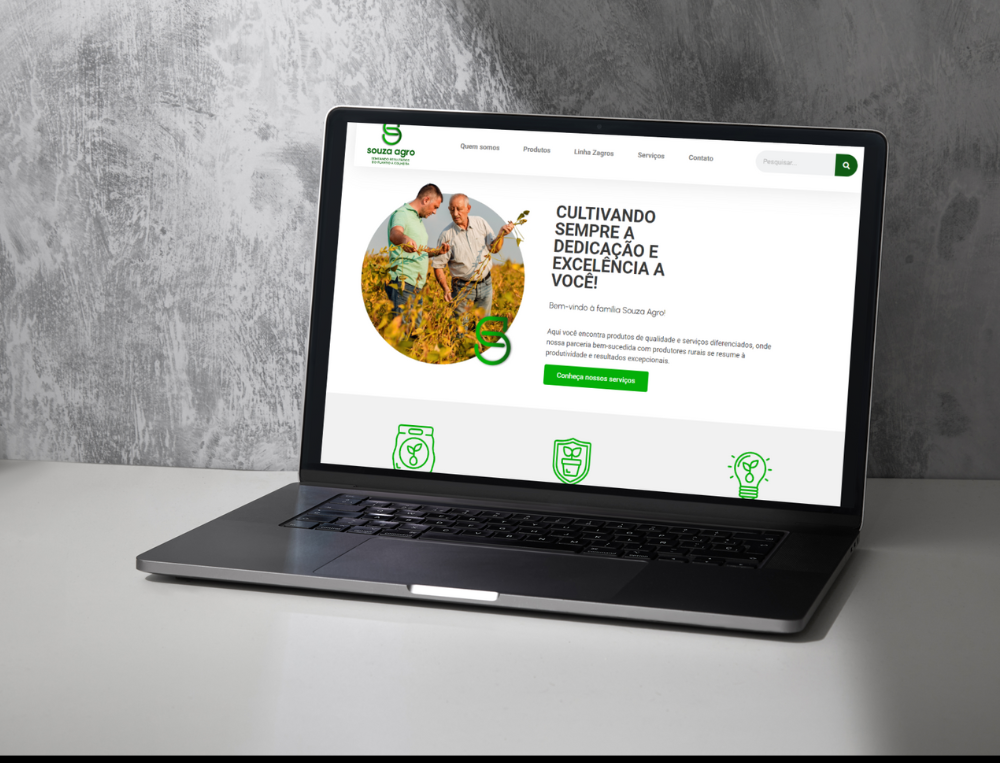 souza agro
Quem somos
Produtos
Linha Zagros
Serviços
Contato
Pesquisar...
CULTIVANDO
SEMPRE A
DEDICAÇÃO E
EXCELÊNCIA A
VOCÊ!
Bem-vindo à família Souza Agro!
Aqui você encontra produtos de qualidade e serviços diferenciados, onde
nossa parceria bem-sucedida com produtores rurais se resume à
produtividade e resultados excepcionais.
Conheça nossos serviços